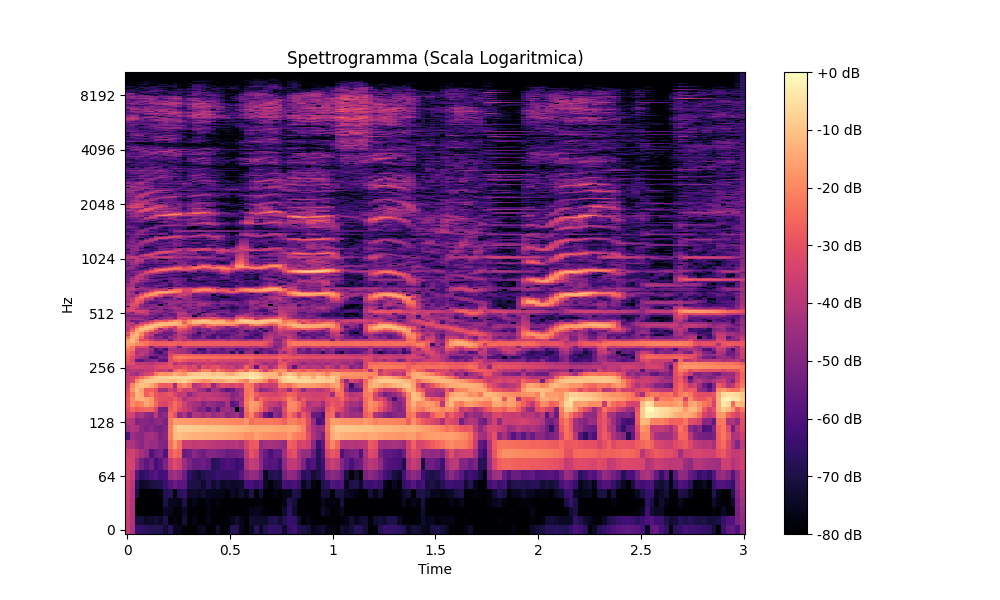 Spettrogramma (Scala Logaritmica)
Hz
8192
4096
2048
1024
512
256
128
64
0
0
0.5
1
1.5
2
2.5
3
Time
+0 dB
-10 dB
-20 dB
-30 dB
-40 dB
-50 dB
-60 dB
-70 dB
-80 dB